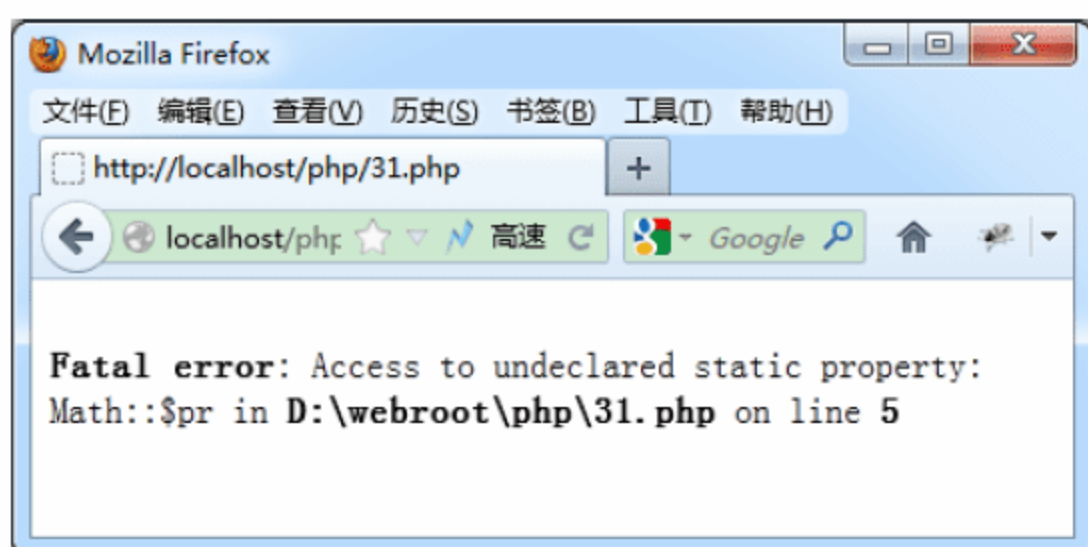 Mozilla Firefox
文件(F) 编辑(E) 查看(V) 历史(S) 书签(B) 工具(T) 帮助(H)
http://localhost/php/31.php
localhost/php 高速 Google
Fatal error: Access to undeclared static property:
Math::$pr in D:\webroot\php\31.php on line 5